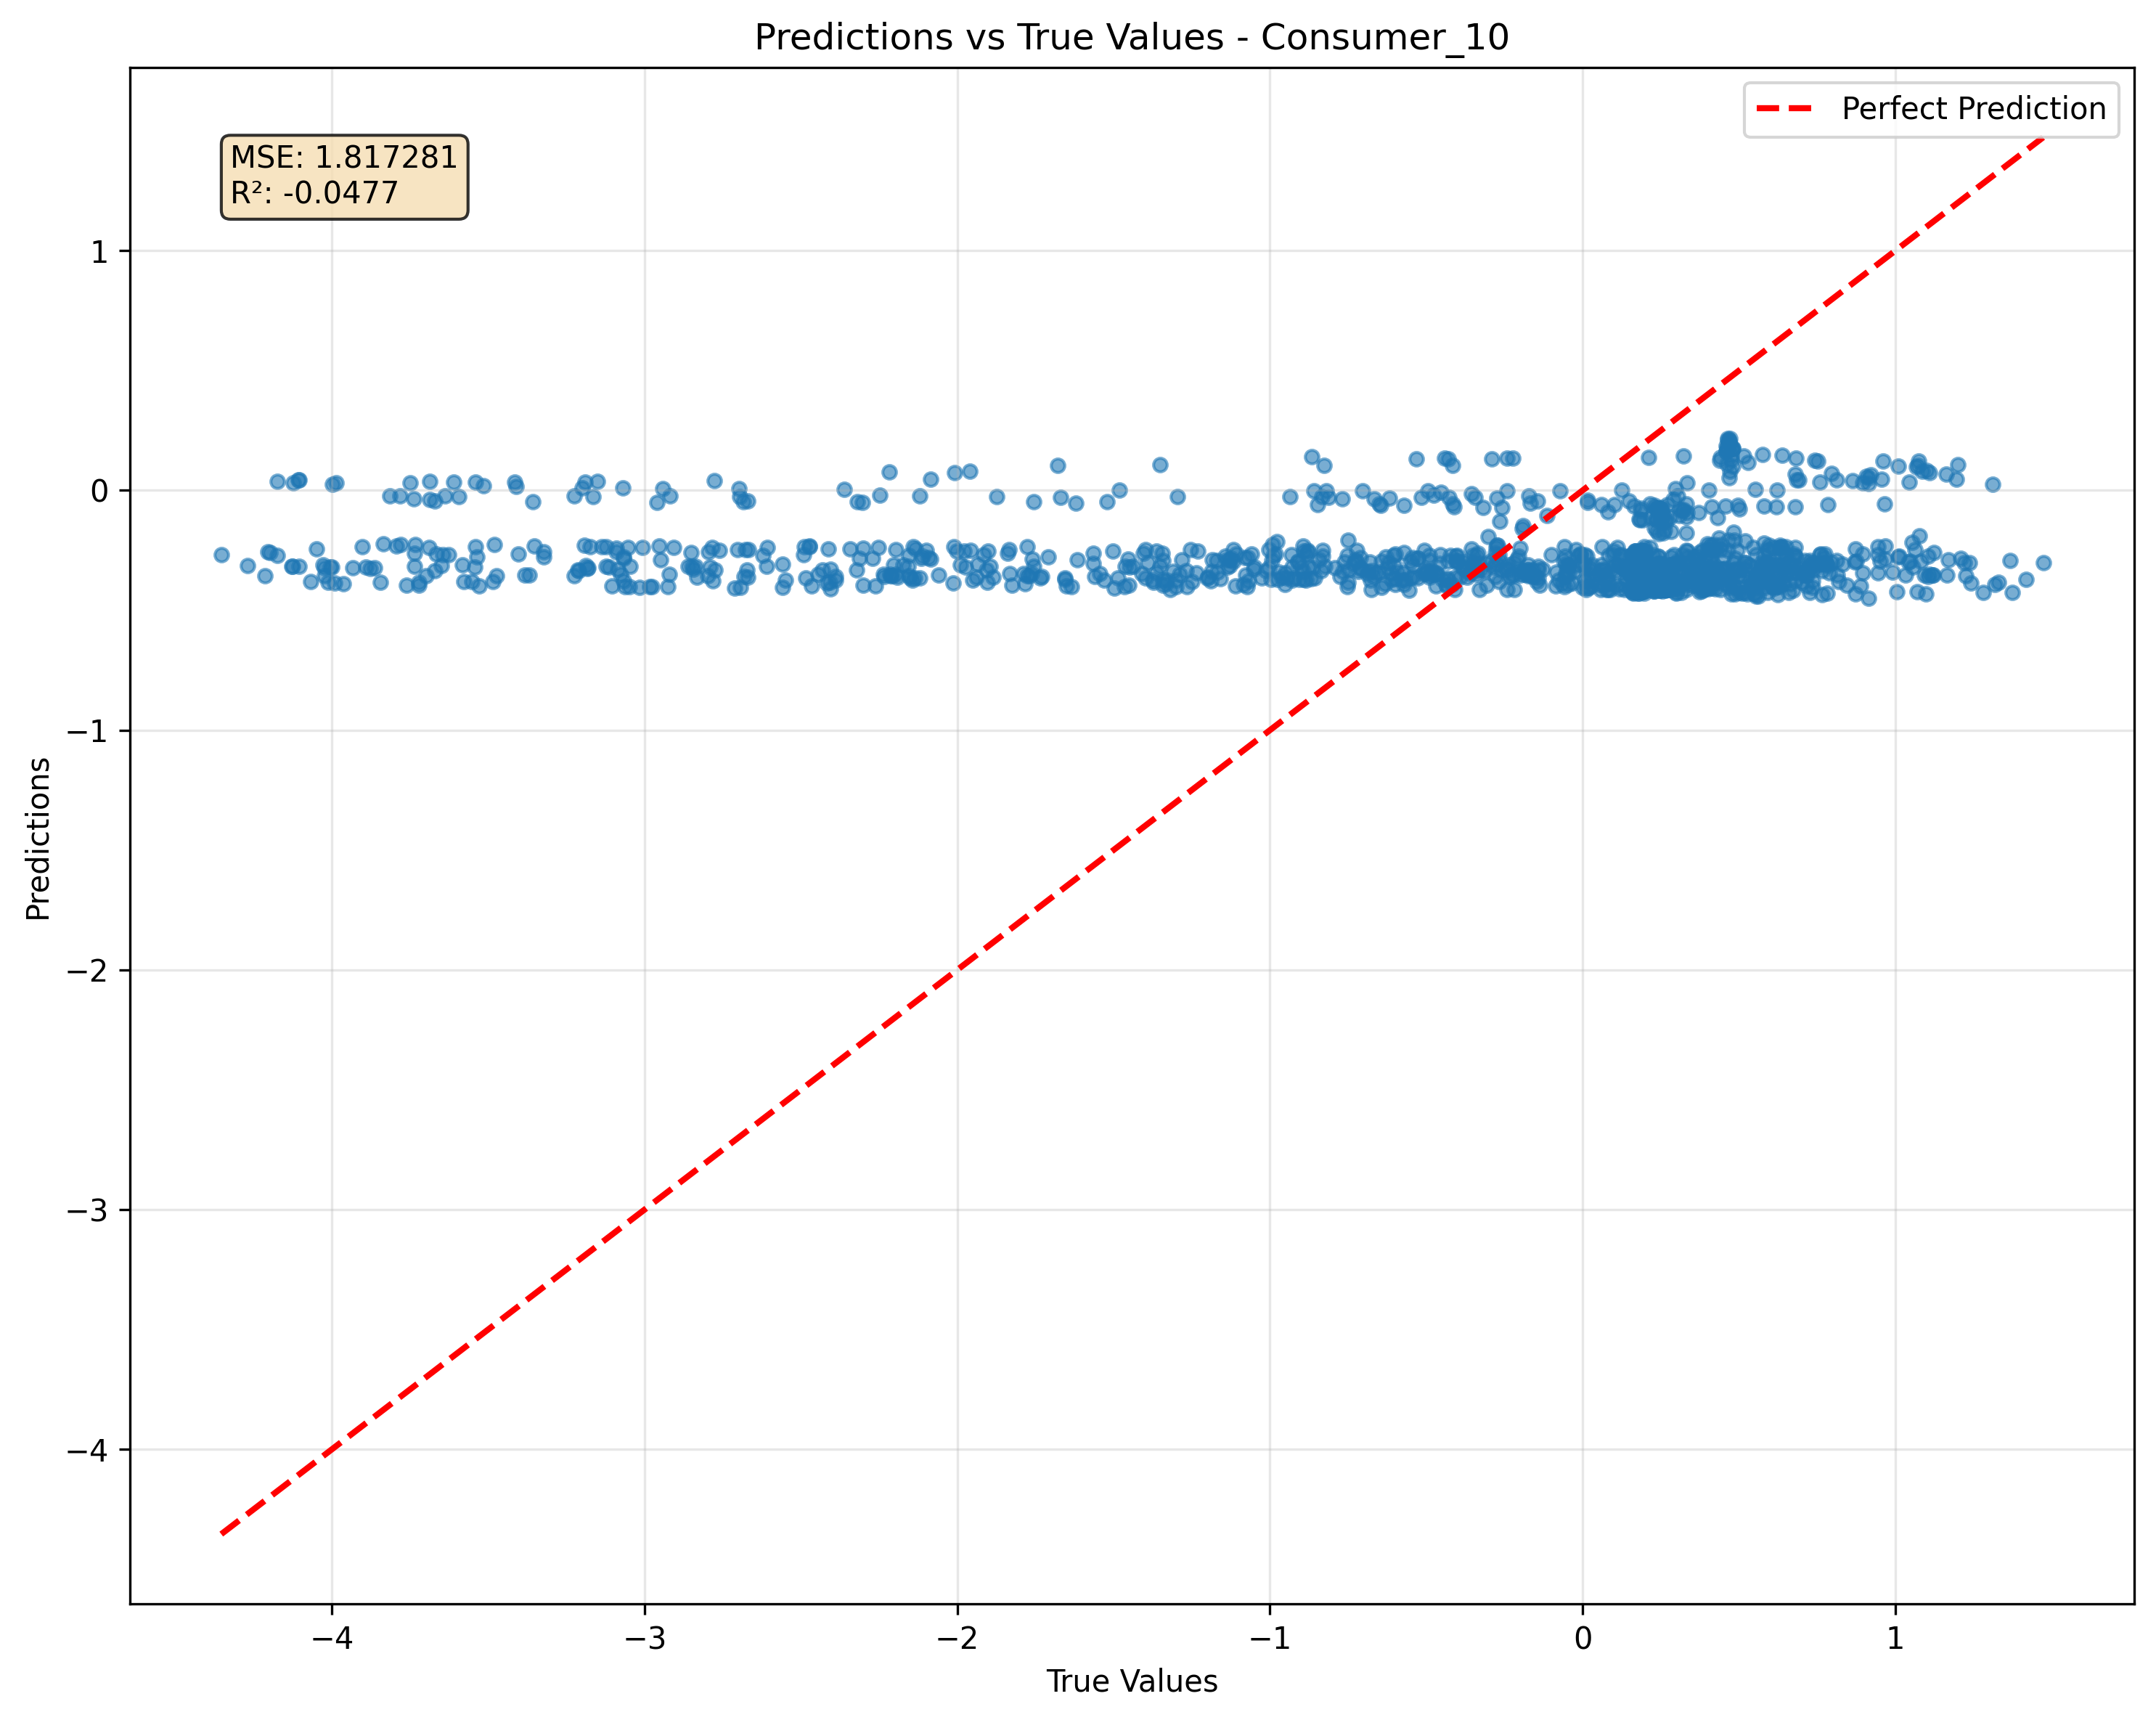 Predictions vs True Values - Consumer_10
Perfect Prediction
MSE: 1.817281
R²: -0.0477
1
0
−1
−2
−3
−4
Predictions
−4
−3
−2
−1
0
1
True Values